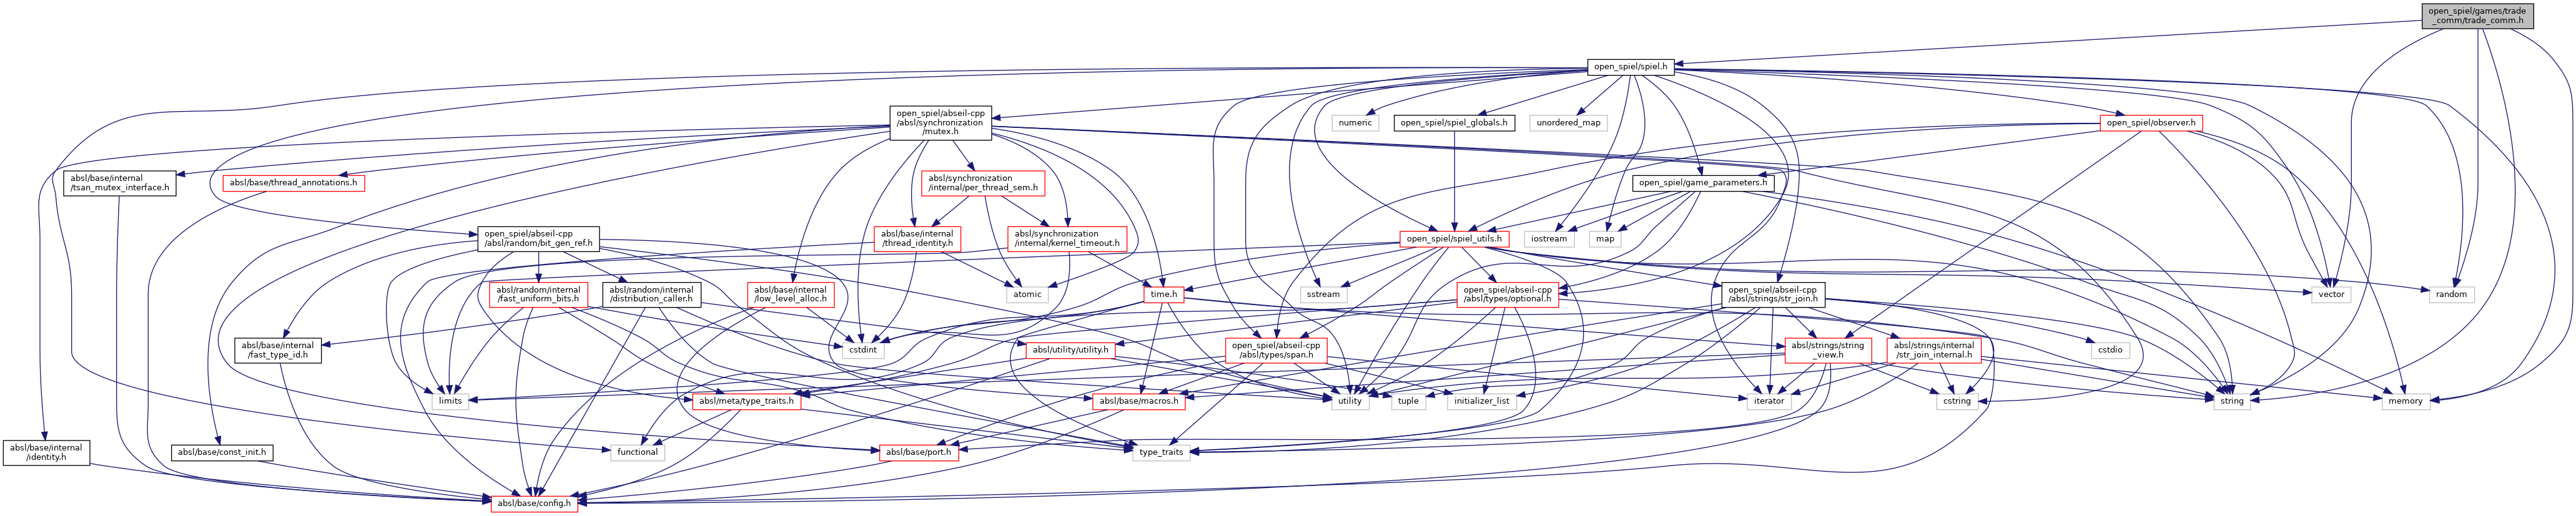 open_spiel/games/trade
_comm/trade_comm.h
open_spiel/spiel.h
open_spiel/abseil-cpp
/absl/synchronization
/mutex.h
numeric
open_spiel/spiel_globals.h
unordered_map
open_spiel/observer.h
absl/base/internal
/tsan_mutex_interface.h
absl/base/thread_annotations.h
absl/synchronization
/internal/per_thread_sem.h
open_spiel/game_parameters.h
open_spiel/abseil-cpp
/absl/random/bit_gen_ref.h
absl/base/internal
/thread_identity.h
absl/synchronization
/internal/kernel_timeout.h
open_spiel/spiel_utils.h
iostream
map
absl/random/internal
/fast_uniform_bits.h
absl/random/internal
/distribution_caller.h
absl/base/internal
/low_level_alloc.h
atomic
time.h
sstream
open_spiel/abseil-cpp
/absl/types/optional.h
open_spiel/abseil-cpp
/absl/strings/str_join.h
vector
random
absl/base/internal
/fast_type_id.h
cstdint
absl/utility/utility.h
open_spiel/abseil-cpp
/absl/types/span.h
absl/strings/string
_view.h
absl/strings/internal
/str_join_internal.h
cstdio
limits
absl/meta/type_traits.h
absl/base/macros.h
utility
tuple
initializer_list
iterator
cstring
string
memory
absl/base/internal
/identity.h
absl/base/const_init.h
functional
absl/base/port.h
type_traits
absl/base/config.h